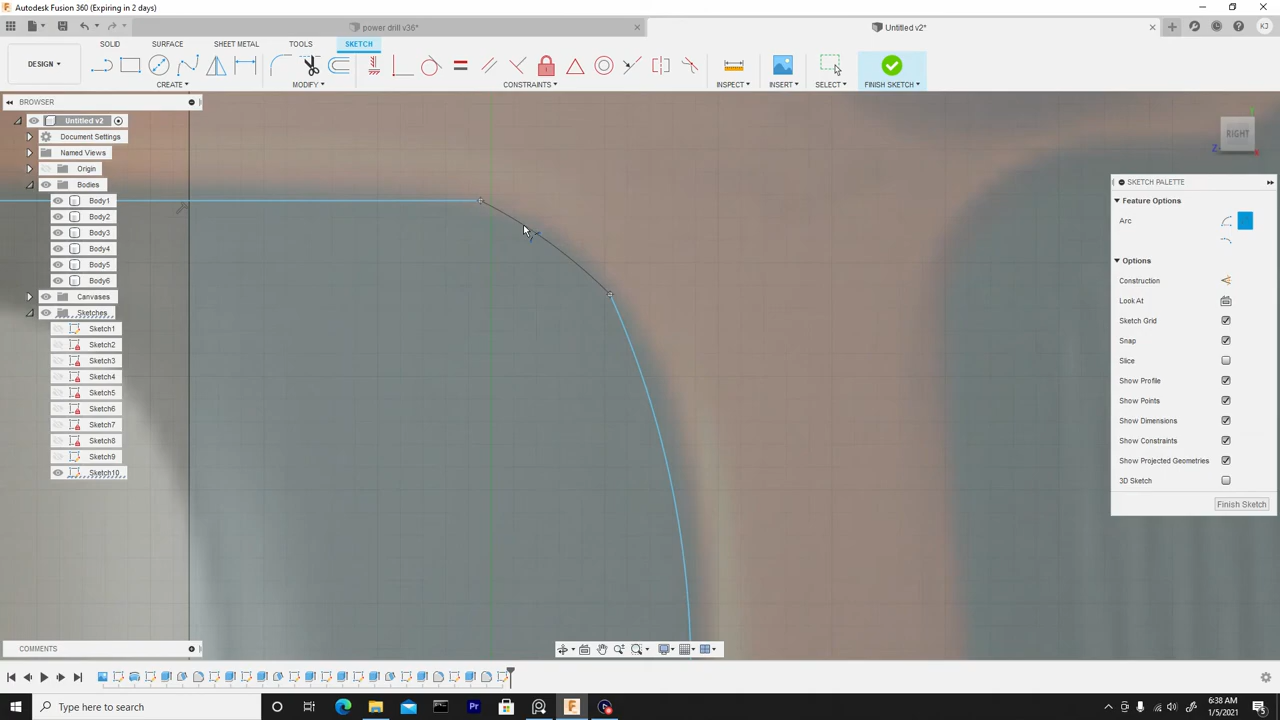 Autodesk Fusion 360 (Expiring in 2 days)
power drill v36*
Untitled v2*
KJ
DESIGN
SOLID SURFACE SHEET METAL TOOLS SKETCH
CREATE MODIFY CONSTRAINTS INSPECT INSERT SELECT FINISH SKETCH
BROWSER
Untitled v2
Document Settings
Named Views
Origin
Bodies
Body1
Body2
Body3
Body4
Body5
Body6
Canvases
Sketches
Sketch1
Sketch2
Sketch3
Sketch4
Sketch5
Sketch6
Sketch7
Sketch8
Sketch9
Sketch10
RIGHT
Z
SKETCH PALETTE
Feature Options
Arc
Options
Construction
Look At
Sketch Grid
Snap
Slice
Show Profile
Show Points
Show Dimensions
Show Constraints
Show Projected Geometries
3D Sketch
Finish Sketch
COMMENTS
Type here to search
Pr
6:38 AM
1/5/2021